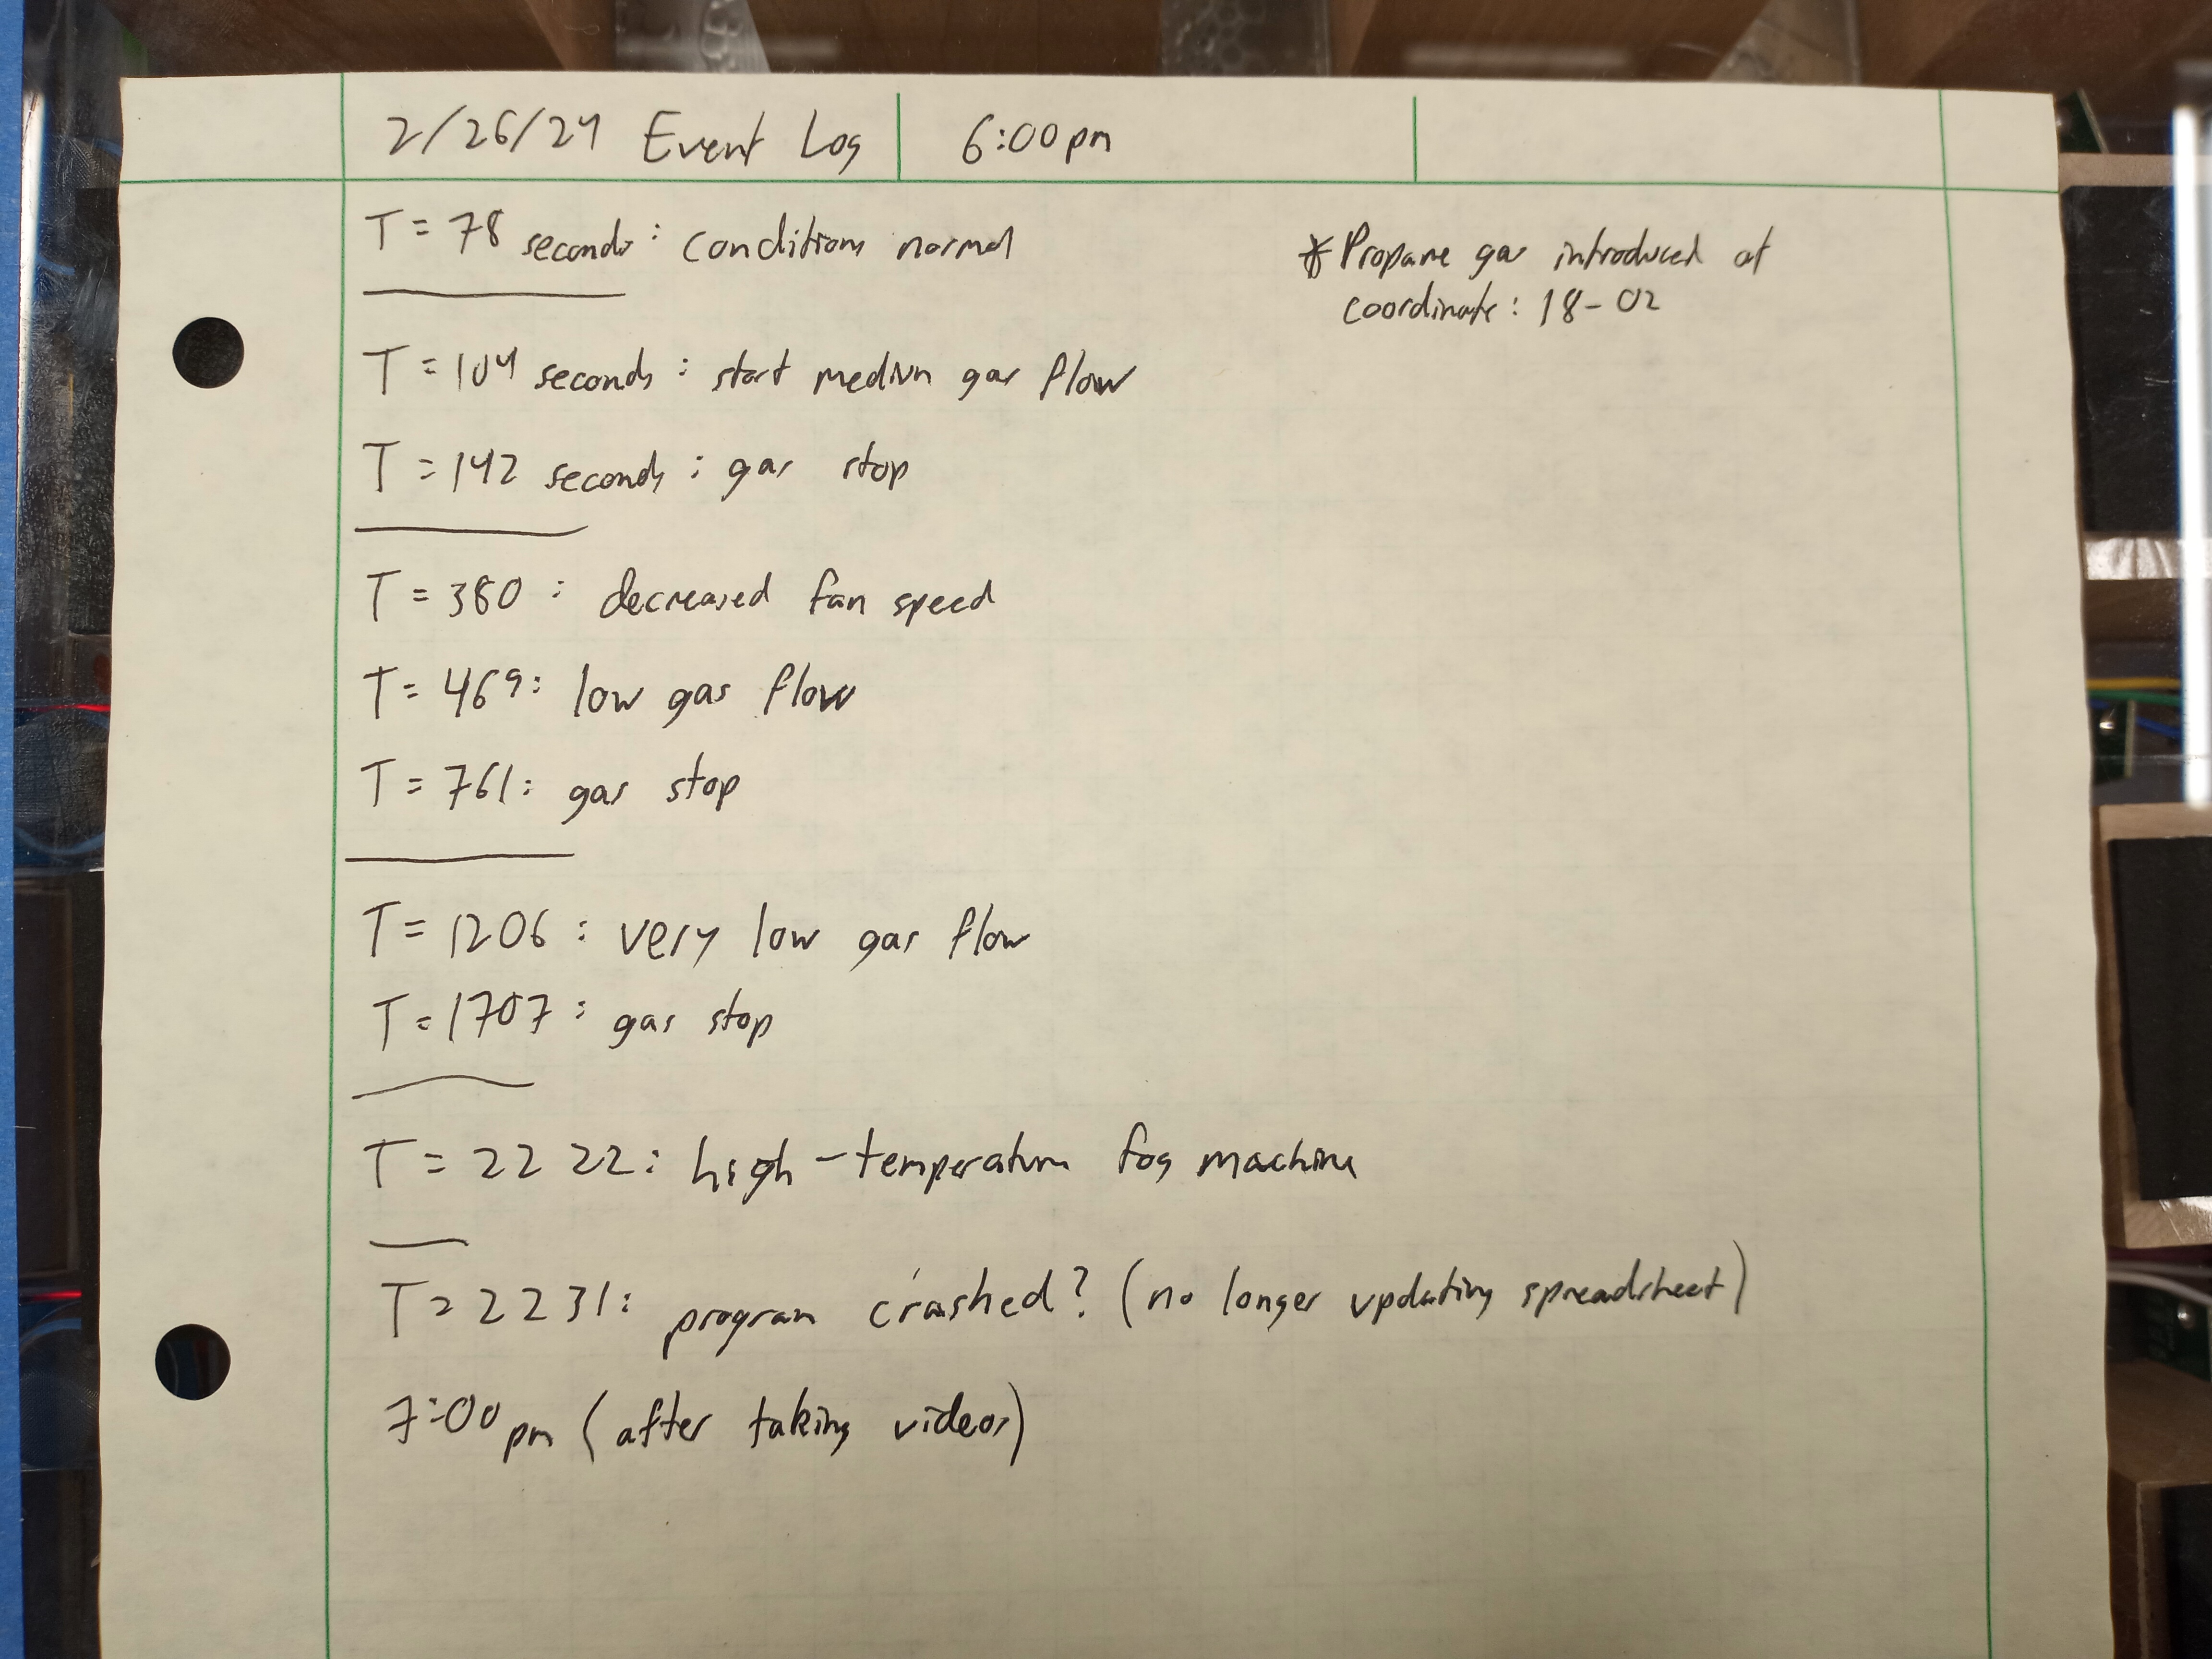 2/26/24 Event Log 6:00pm
T = 78 seconds: conditions normal
* Propane gas introduced at
coordinate: 18-02
T = 104 seconds: start medium gas flow
T = 142 seconds: gas stop
T = 380: decreased fan speed
T = 469: low gas flow
T = 761: gas stop
T = 1206: very low gas flow
T = 1707: gas stop
T = 2222: high-temperature fog machine
T = 2231: program crashed? (no longer updating spreadsheet)
7:00pm (after taking videos)